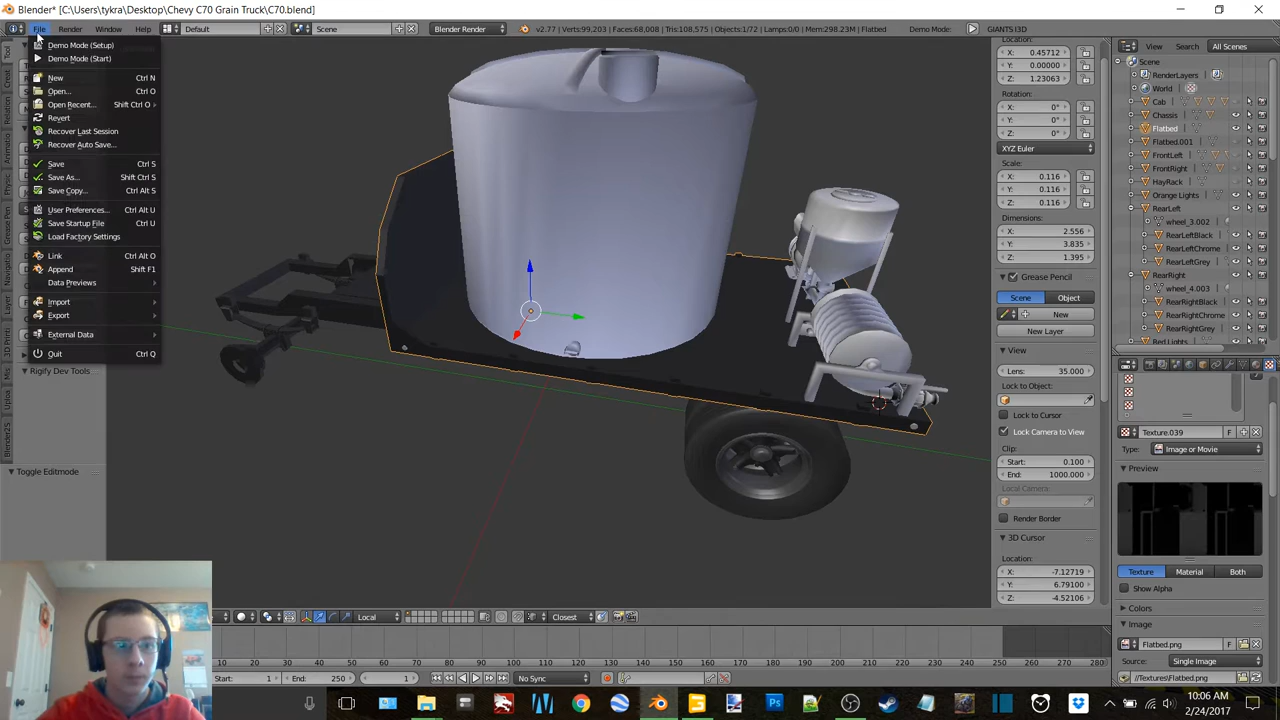 Blender* [C:\Users\tykra\Desktop\Chevy C70 Grain Truck\C70.blend]
File Render Window Help Default Scene Blender Render v2.77 | Verts:99,203 | Faces:68,008 | Tris:108,575 | Objects:1/72 | Lamps:0/0 | Mem:298.23M | Flatbed Demo Mode: GIANTS I3D
Demo Mode (Setup)
Demo Mode (Start)
New Ctrl N
Open... Ctrl O
Open Recent... Shift Ctrl O
Revert
Recover Last Session
Recover Auto Save...
Save Ctrl S
Save As... Shift Ctrl S
Save Copy... Ctrl Alt S
User Preferences... Ctrl Alt U
Save Startup File Ctrl U
Load Factory Settings
Link Ctrl Alt O
Append Shift F1
Data Previews
Import
Export
External Data
Quit Ctrl Q
Rigify Dev Tools
Toggle Editmode
Location:
X: 0.45712
Y: 0.00000
Z: 1.23063
Rotation:
X: 0°
Y: 0°
Z: 0°
XYZ Euler
Scale:
X: 0.116
Y: 0.116
Z: 0.116
Dimensions:
X: 2.556
Y: 3.835
Z: 1.395
Grease Pencil
Scene Object
New
New Layer
View
Lens: 35.000
Lock to Object:
Lock to Cursor
Lock Camera to View
Clip:
Start: 0.100
End: 1000.000
Local Camera:
Render Border
3D Cursor
Location:
X: -7.12719
Y: 6.79100
Z: -4.52106
View Search All Scenes
Scene
RenderLayers
World
Cab
Chassis
Flatbed
Flatbed.001
FrontLeft
FrontRight
HayRack
Orange Lights
RearLeft
wheel_3.002
RearLeftBlack
RearLeftChrome
RearLeftGrey
RearRight
wheel_4.003
RearRightBlack
RearRightChrome
RearRightGrey
Red Lights
Texture.039 F
Type: Image or Movie
Preview
Texture Material Both
Show Alpha
Colors
Image
Flatbed.png F
Source: Single Image
//Textures\Flatbed.png
Local Closest
10 20 30 40 50 60 70 80 90 100 110 120 130 140 150 160 170 180 190 200 210 220 230 240 250 260 270 280
Start: 1 End: 250 1 No Sync
10:06 AM
2/24/2017